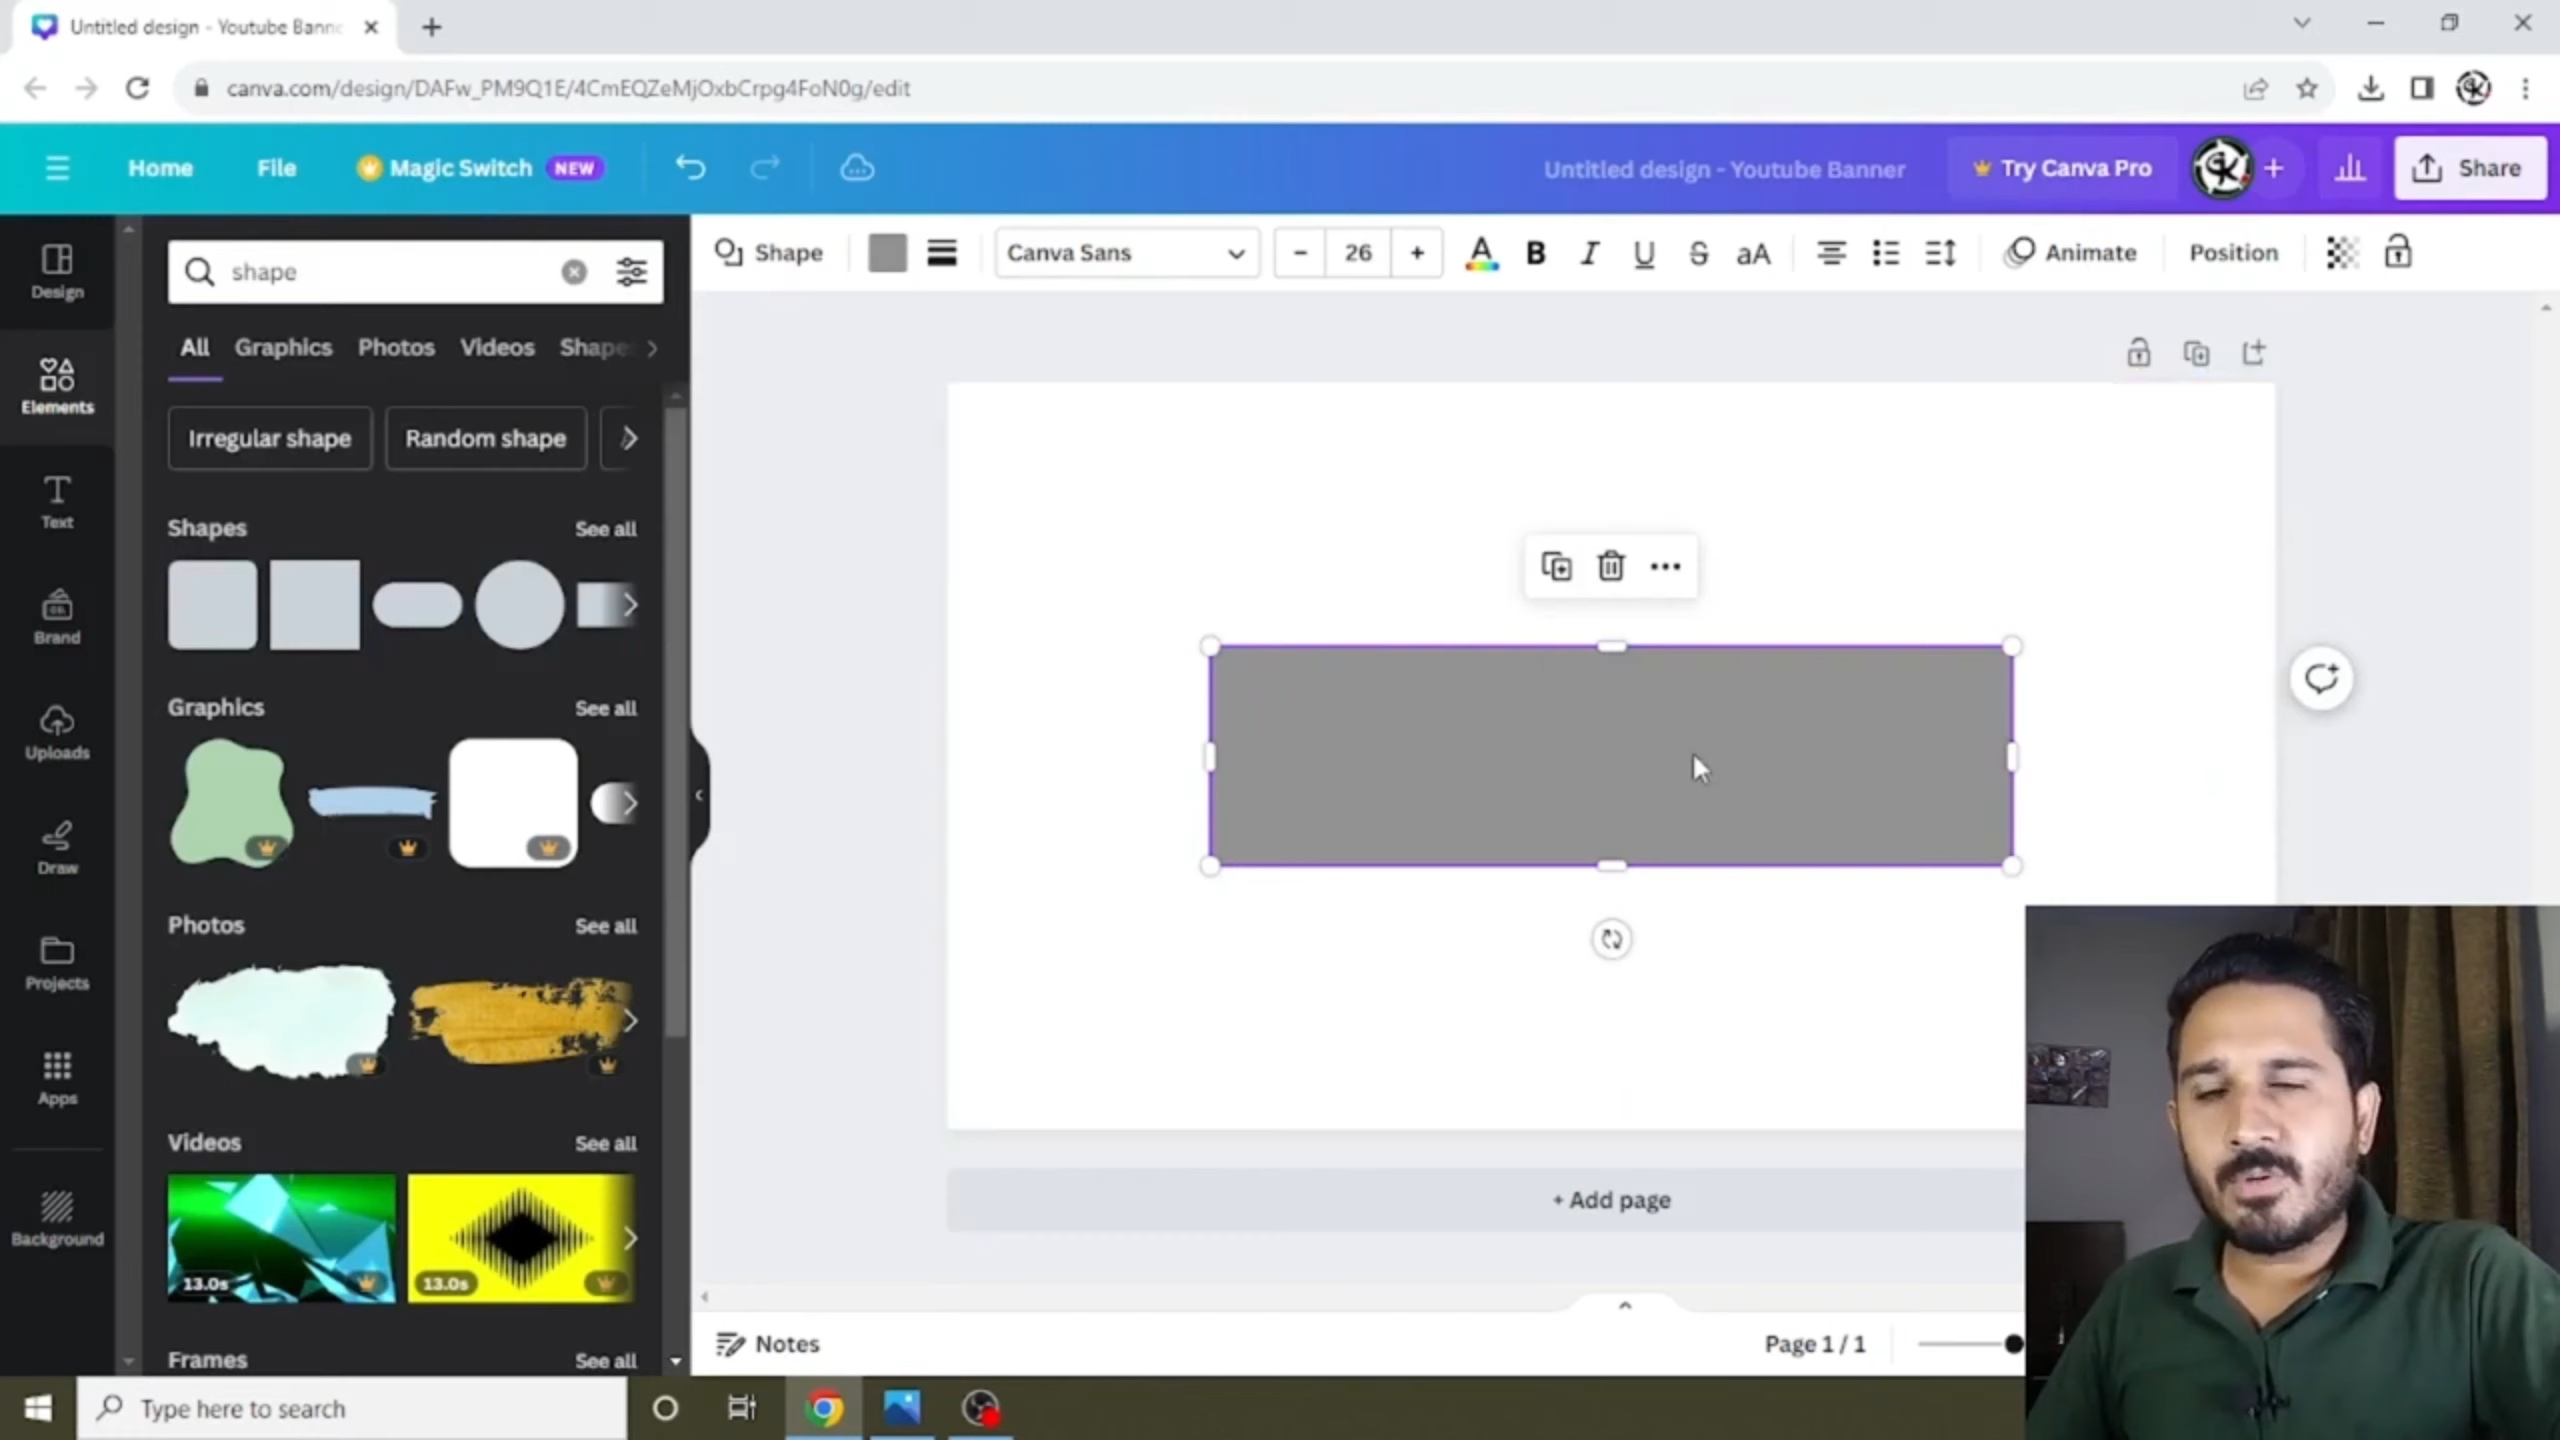 Untitled design - Youtube Banne
canva.com/design/DAFw_PM9Q1E/4CmEQZeMjOxbCrpg4FoN0g/edit
Home File Magic Switch NEW Untitled design - Youtube Banner Try Canva Pro Share
Shape Canva Sans 26 B I U S aA Animate Position
Design
Elements
Text
Brand
Uploads
Draw
Projects
Apps
Background
shape
All Graphics Photos Videos Shapes
Irregular shape Random shape
Shapes See all
Graphics See all
Photos See all
Videos See all
13.0s 13.0s
Frames See all
+ Add page
Notes
Page 1 / 1
Type here to search